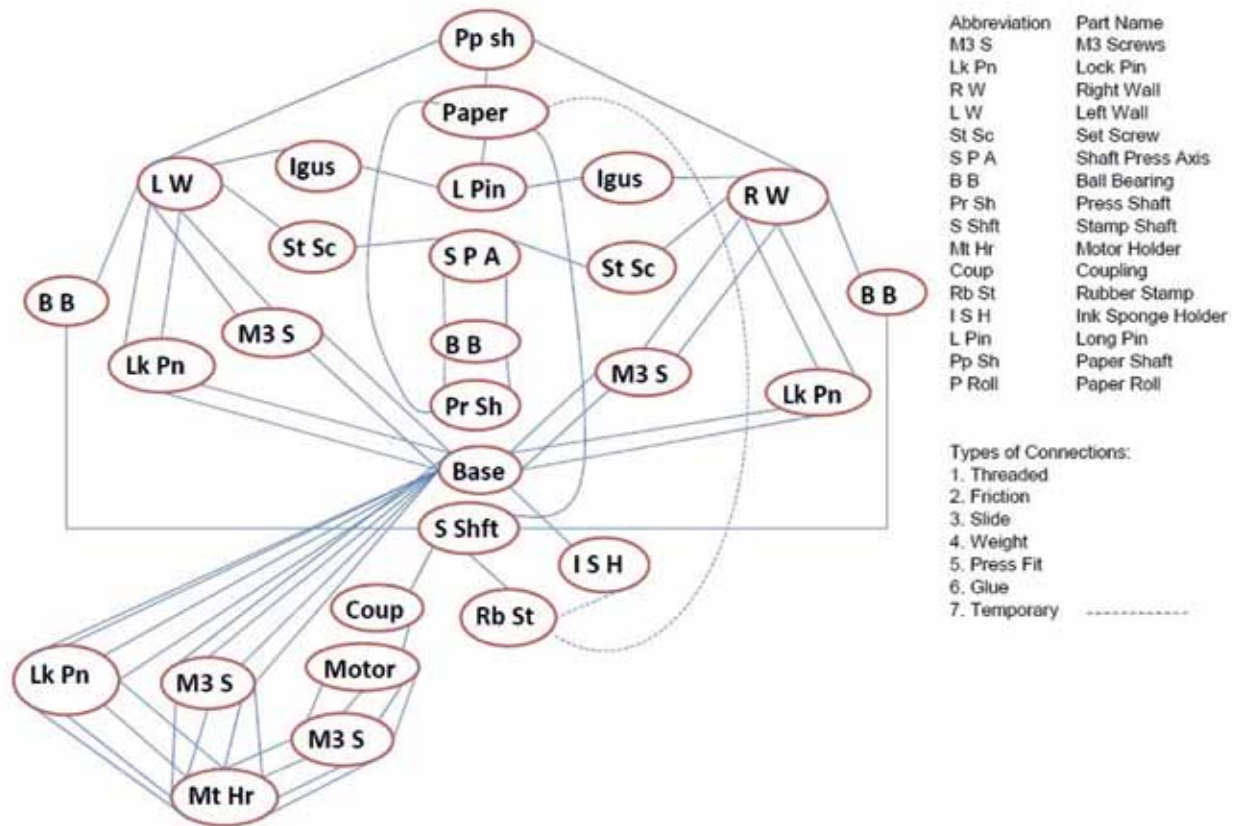 Pp sh
Paper
Igus
L W
L Pin
Igus
R W
St Sc
S P A
St Sc
B B
B B
M3 S
B B
Lk Pn
M3 S
Lk Pn
Pr Sh
Base
S Shft
I S H
Coup
Rb St
Lk Pn
M3 S
Motor
M3 S
Mt Hr
Abbreviation Part Name
M3 S M3 Screws
Lk Pn Lock Pin
R W Right Wall
L W Left Wall
St Sc Set Screw
S P A Shaft Press Axis
B B Ball Bearing
Pr Sh Press Shaft
S Shft Stamp Shaft
Mt Hr Motor Holder
Coup Coupling
Rb St Rubber Stamp
I S H Ink Sponge Holder
L Pin Long Pin
Pp Sh Paper Shaft
P Roll Paper Roll
Types of Connections:
1. Threaded
2. Friction
3. Slide
4. Weight
5. Press Fit
6. Glue
7. Temporary